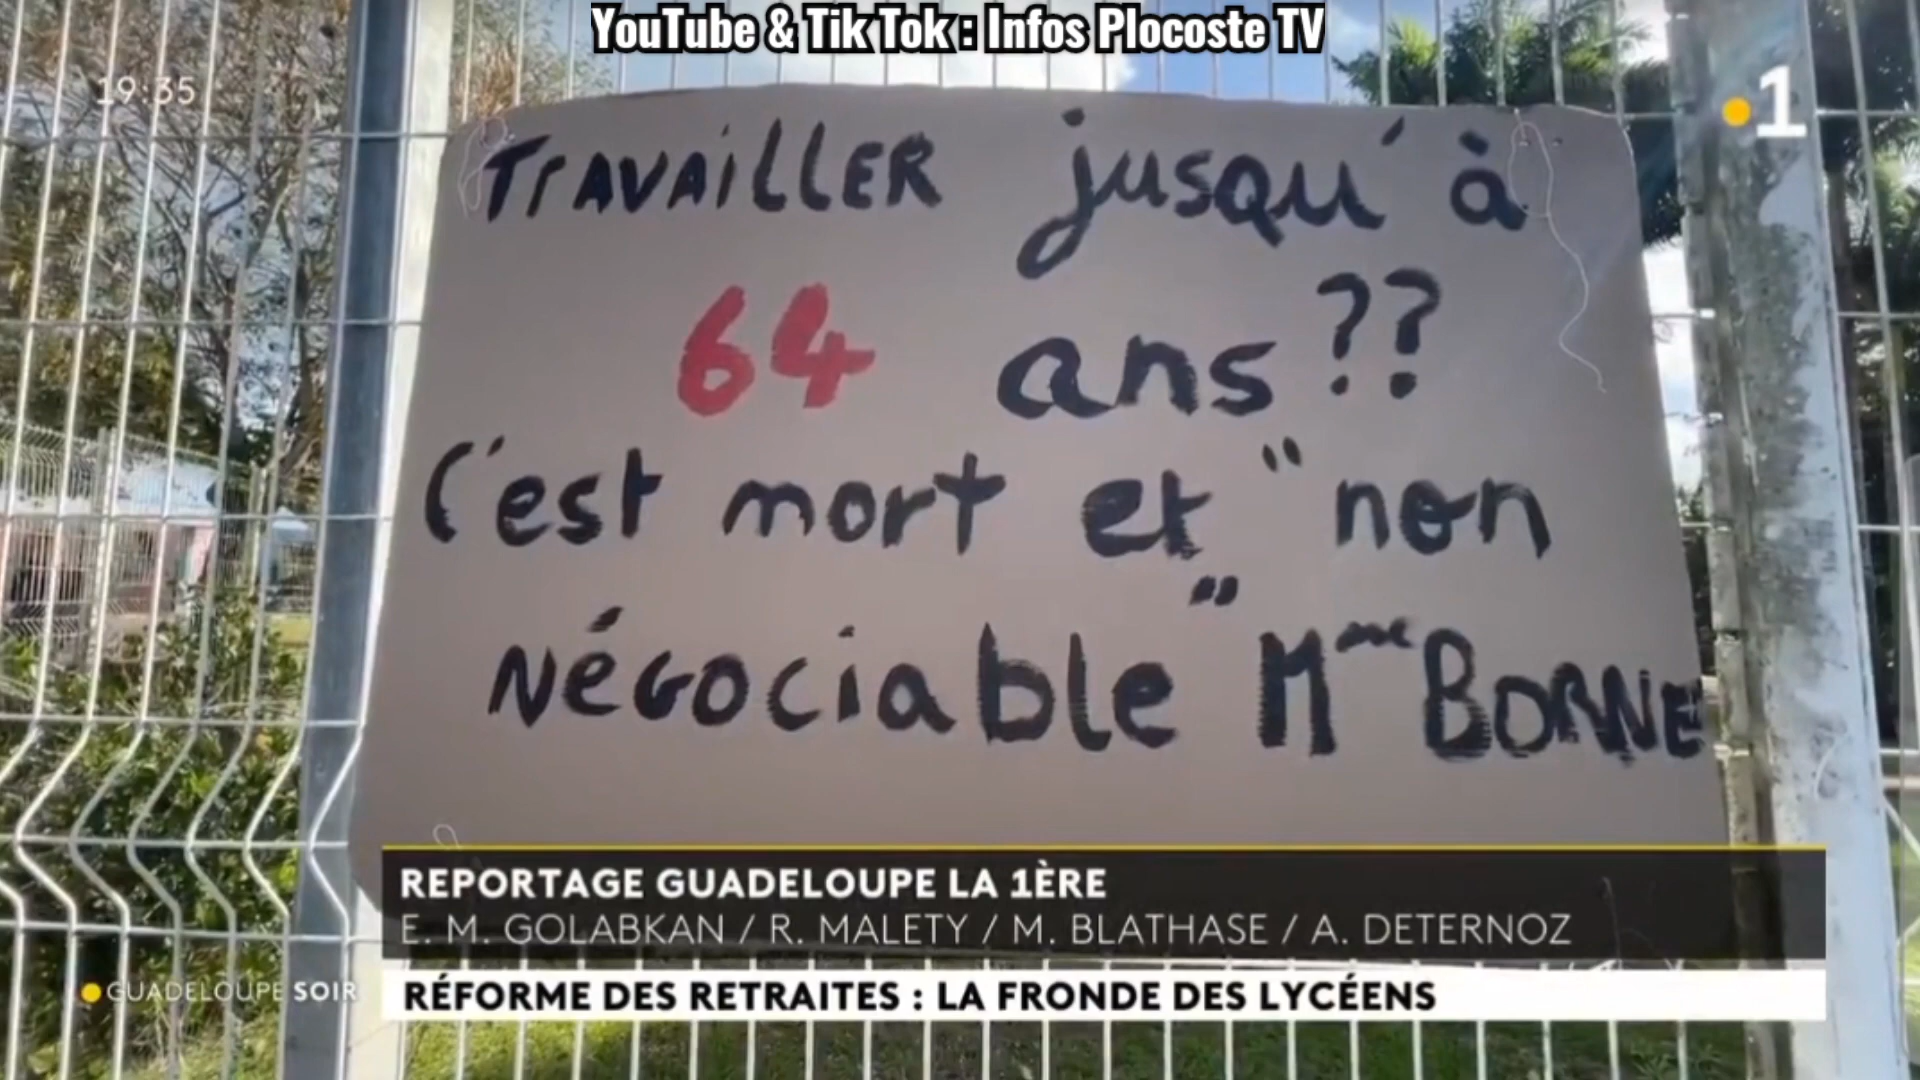 YouTube & Tik Tok : Infos Plocoste TV
19:35
1
Travailler jusqu'à
64 ans ??
C'est mort et "non
négociable" Mme BORNE
REPORTAGE GUADELOUPE LA 1ÈRE
E. M. GOLABKAN / R. MALETY / M. BLATHASE / A. DETERNOZ
GUADELOUPE SOIR
RÉFORME DES RETRAITES : LA FRONDE DES LYCÉENS